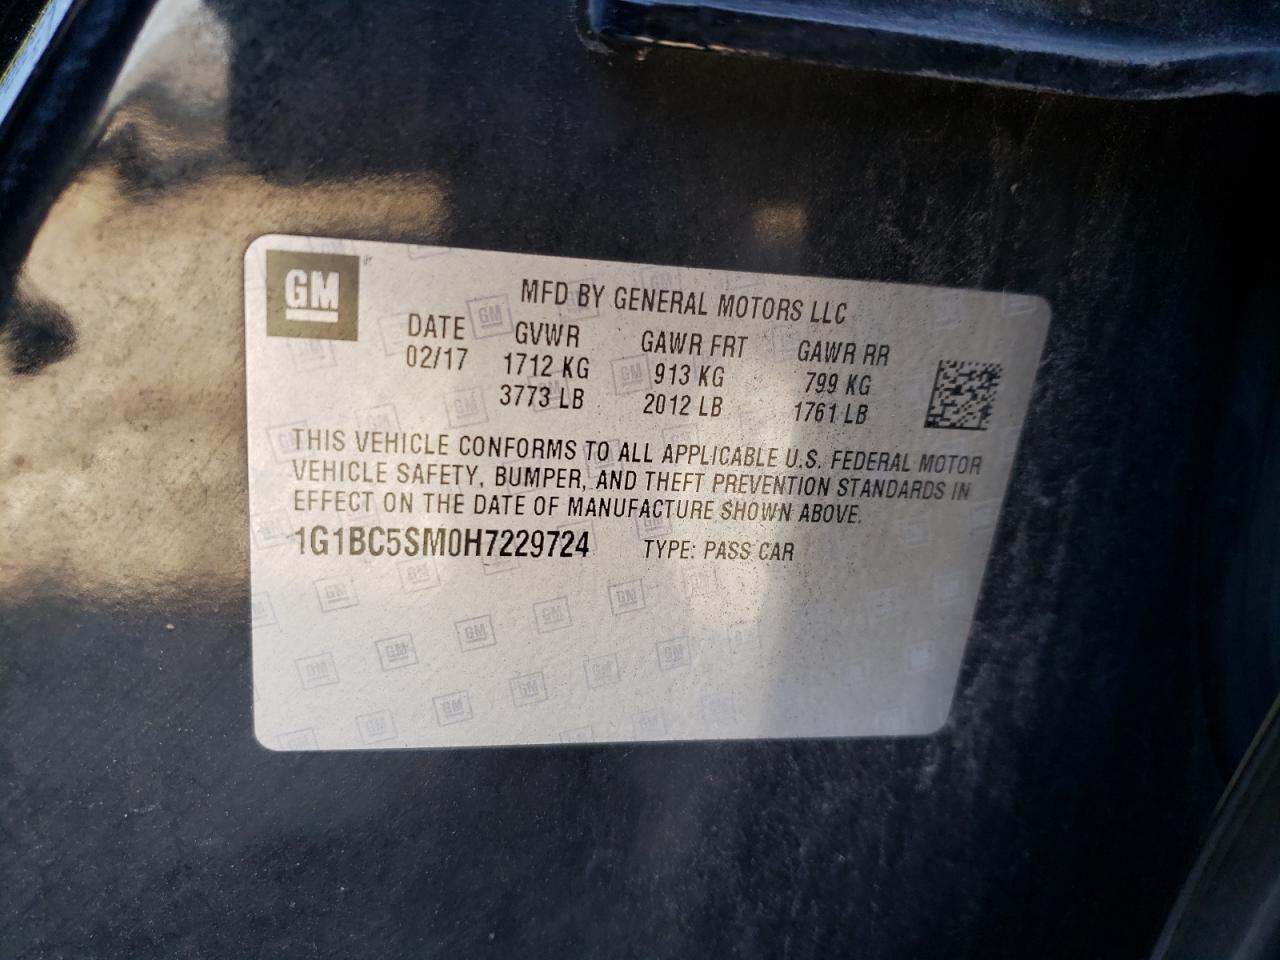 GM
MFD BY GENERAL MOTORS LLC
DATE GVWR GAWR FRT GAWR RR
02/17 1712 KG 913 KG 799 KG
3773 LB 2012 LB 1761 LB
THIS VEHICLE CONFORMS TO ALL APPLICABLE U.S. FEDERAL MOTOR
VEHICLE SAFETY, BUMPER, AND THEFT PREVENTION STANDARDS IN
EFFECT ON THE DATE OF MANUFACTURE SHOWN ABOVE.
1G1BC5SM0H7229724 TYPE: PASS CAR